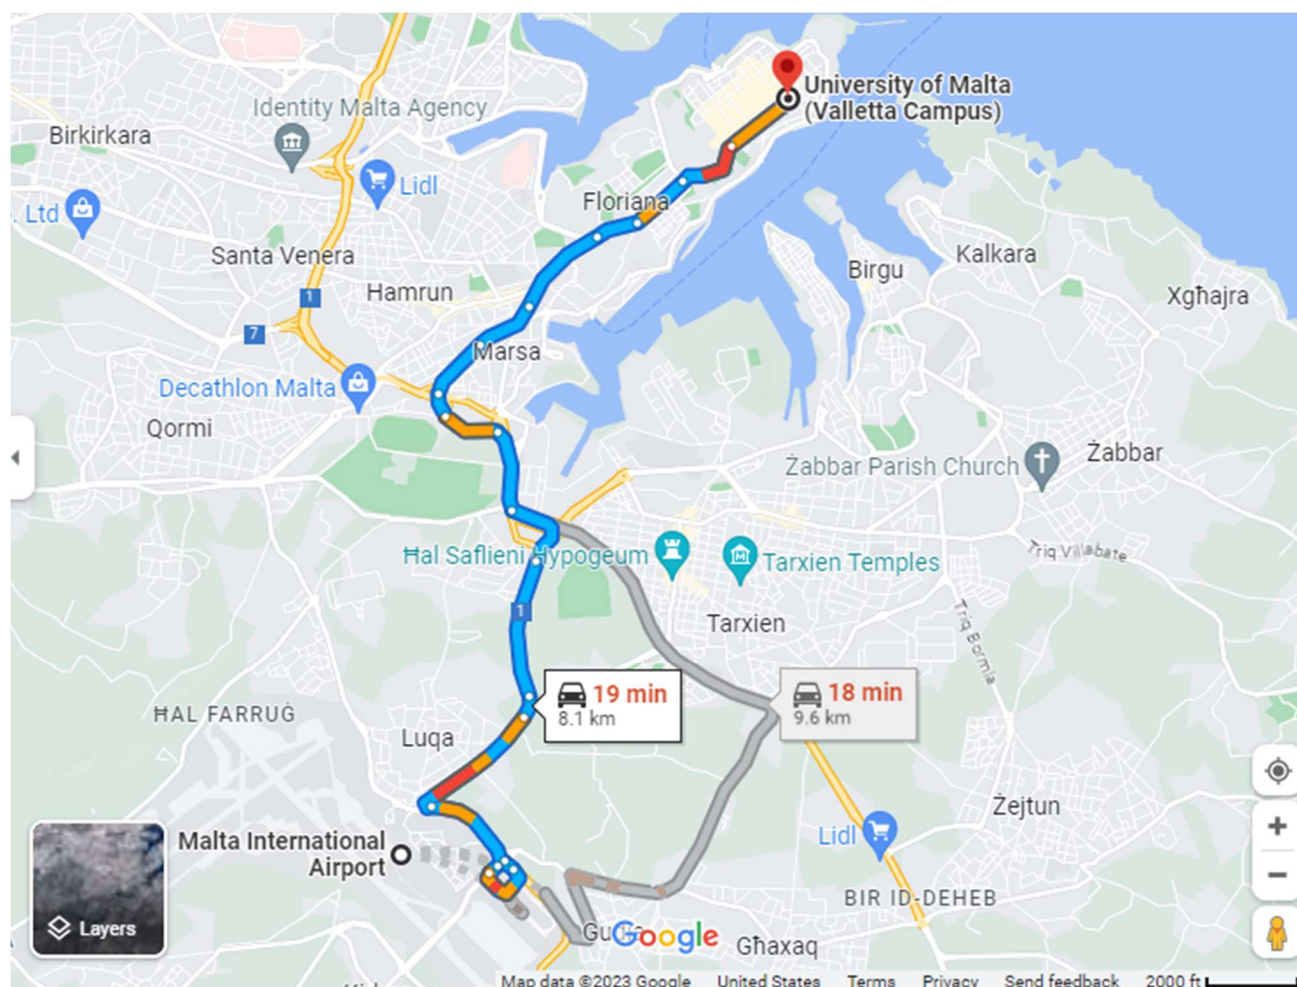 University of Malta
(Valletta Campus)
Identity Malta Agency
Birkirkara
Lidl
Floriana
. Ltd
Kalkara
Santa Venera
Birgu
Hamrun
Xgħajra
1
7
Marsa
Decathlon Malta
Qormi
Żabbar
Żabbar Parish Church
Ħal Saflieni Hypogeum
Tarxien Temples
Triq Villabate
1
Tarxien
Triq Bormla
19 min
8.1 km
18 min
9.6 km
ĦAL FARRUĠ
Luqa
Żejtun
Malta International
Airport
Lidl
BIR ID-DEHEB
Layers
Google
Għaxaq
Map data ©2023 Google
United States
Terms
Privacy
Send feedback
2000 ft